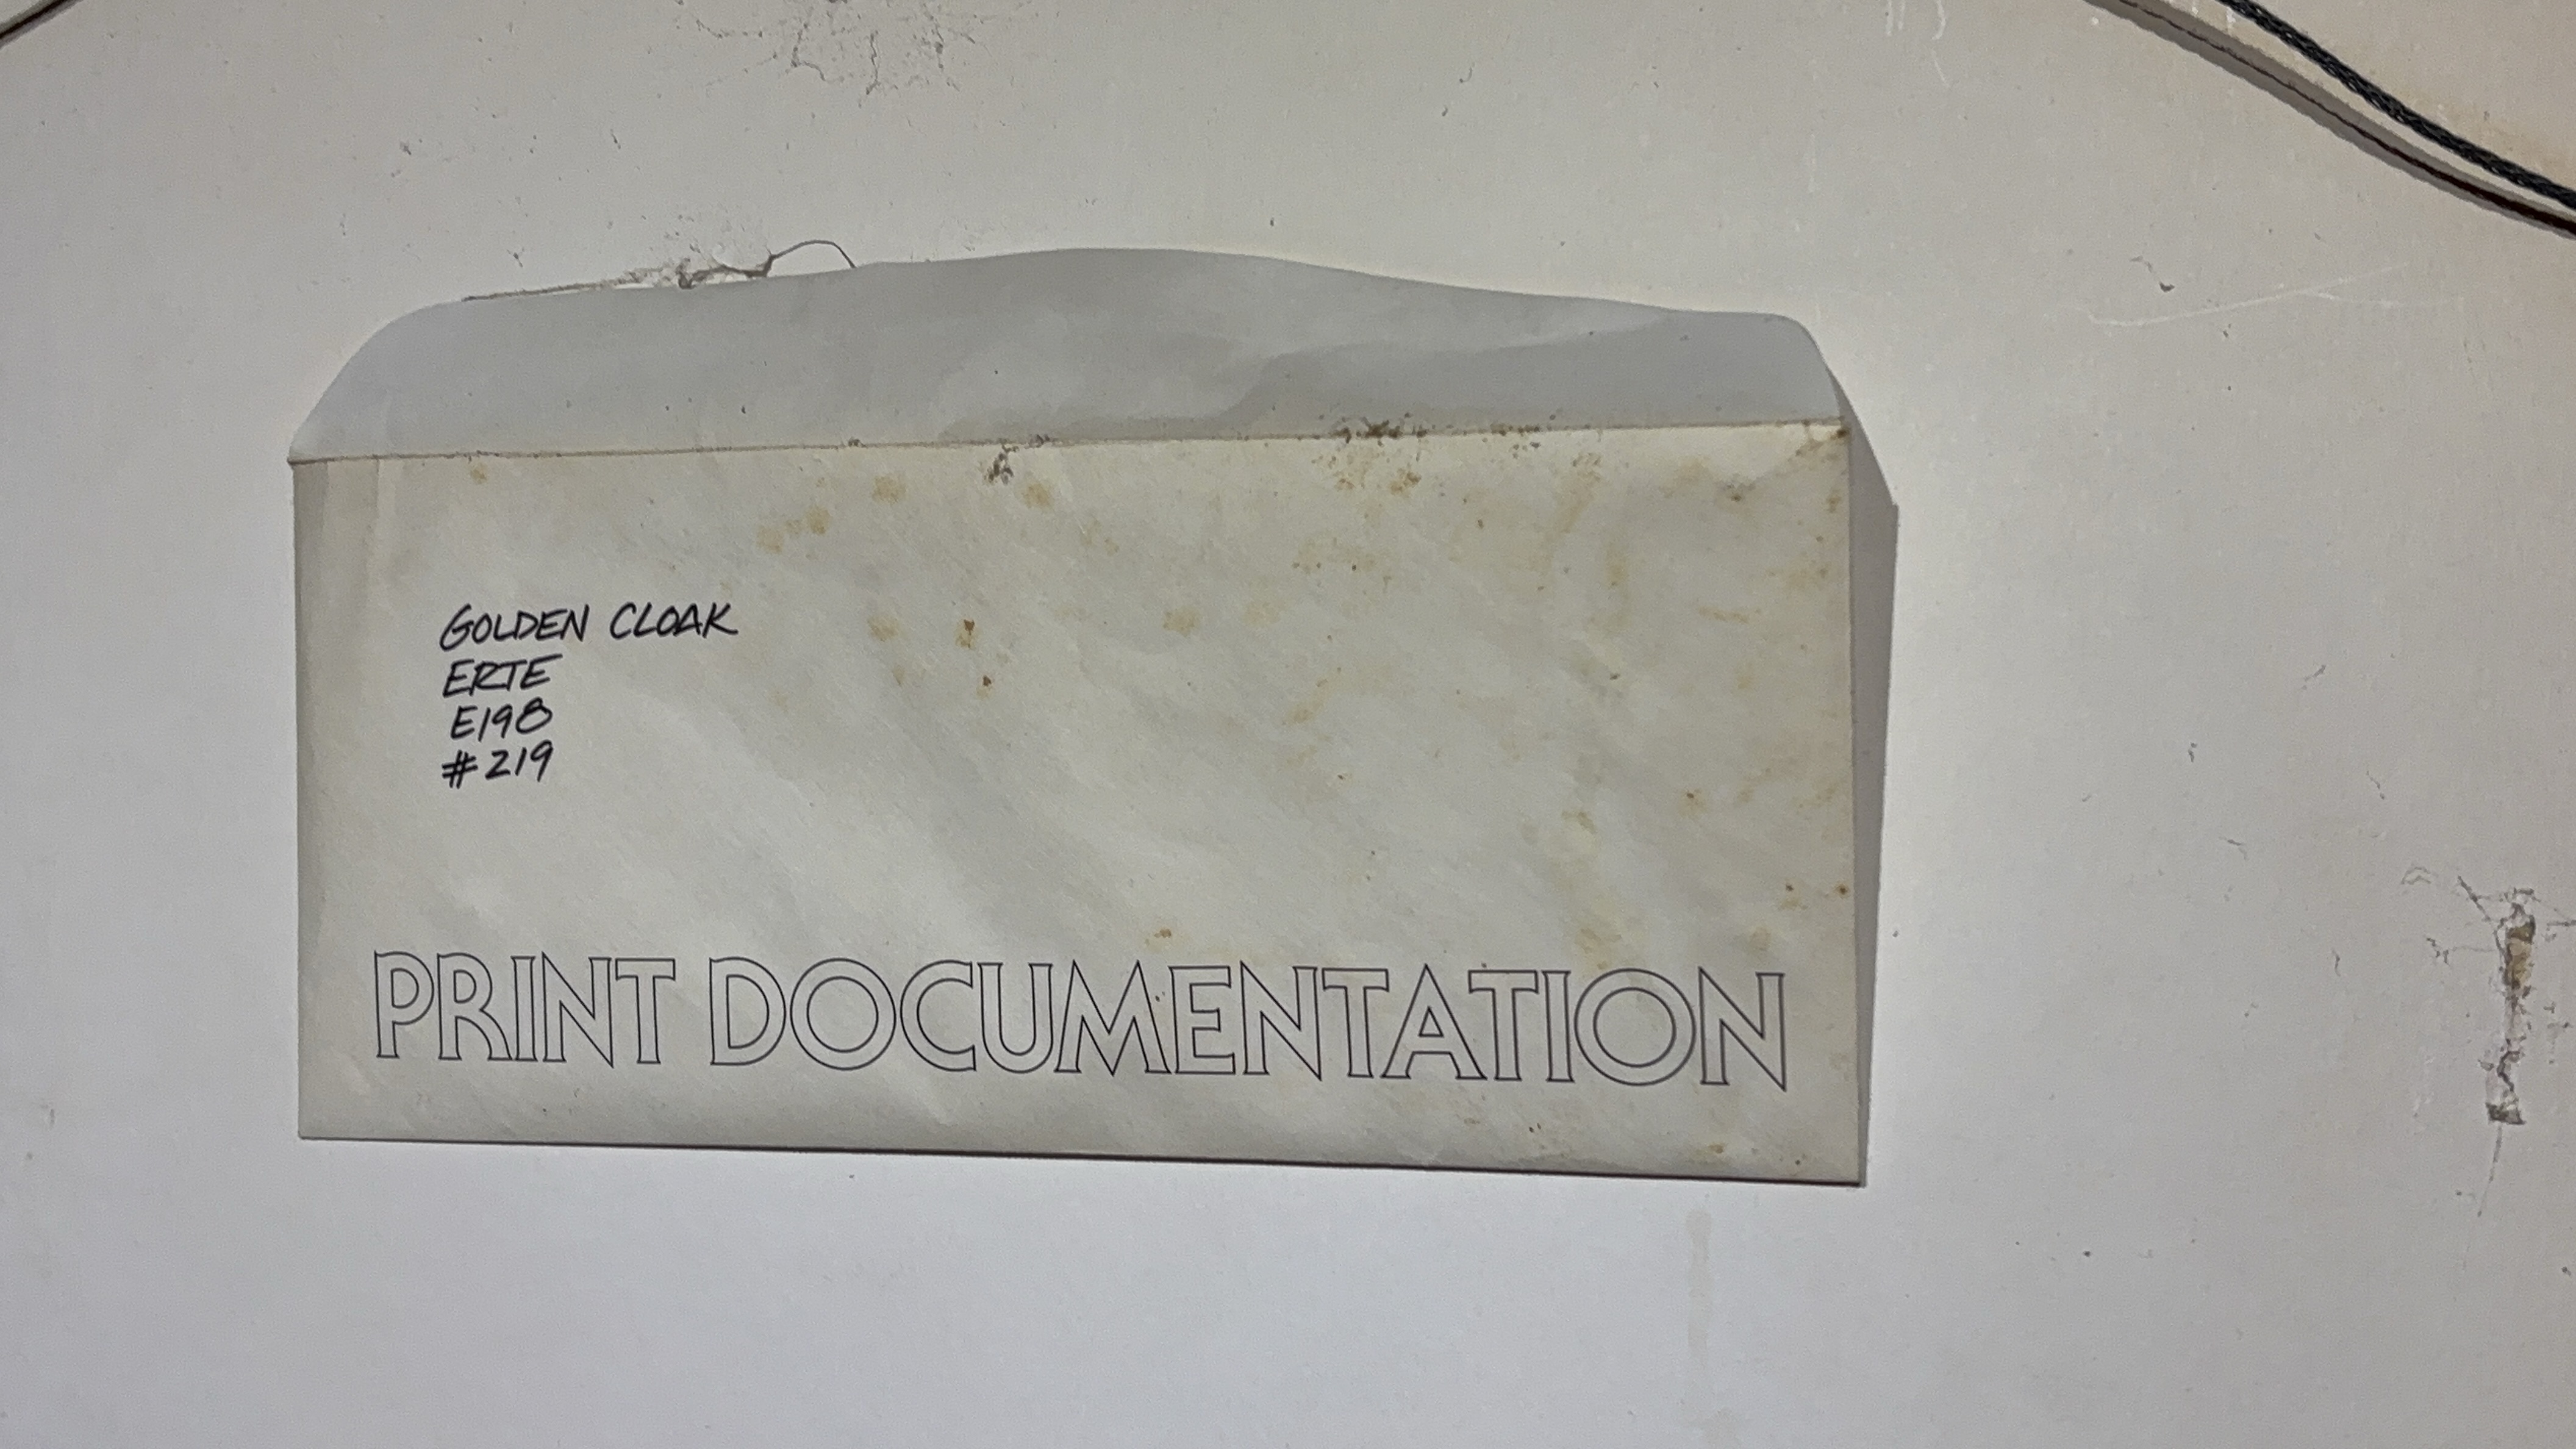 GOLDEN CLOAK
ERTE
E198
#219
PRINT DOCUMENTATION